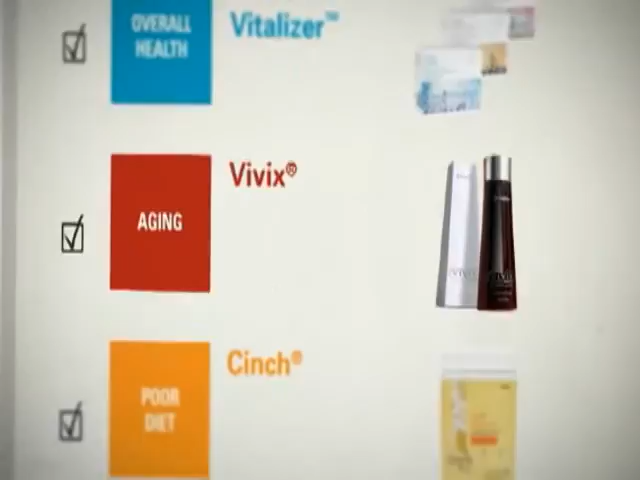 OVERALL
HEALTH
Vitalizer™
Vivix®
AGING
Cinch®
POOR
DIET